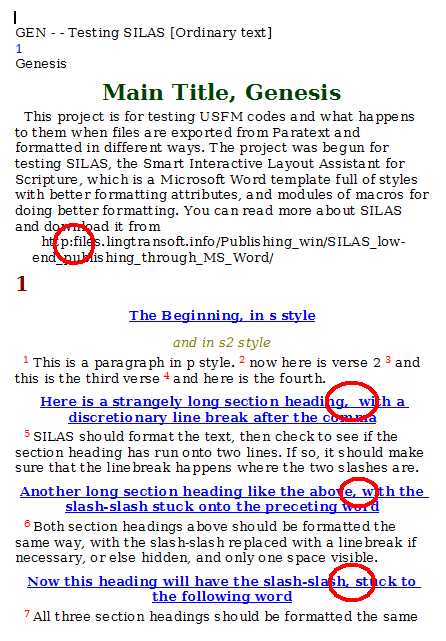 GEN - - Testing SILAS [Ordinary text]
1
Genesis
Main Title, Genesis
This project is for testing USFM codes and what happens
to them when files are exported from Paratext and
formatted in different ways. The project was begun for
testing SILAS, the Smart Interactive Layout Assistant for
Scripture, which is a Microsoft Word template full of styles
with better formatting attributes, and modules of macros for
doing better formatting. You can read more about SILAS
and download it from
http:files.lingtransoft.info/Publishing_win/SILAS_low-
end_publishing_through_MS_Word/
1
The Beginning, in s style
and in s2 style
1 This is a paragraph in p style. 2 now here is verse 2 3 and
this is the third verse 4 and here is the fourth.
Here is a strangely long section heading,  with a
discretionary line break after the comma
5 SILAS should format the text, then check to see if the
section heading has run onto two lines. If so, it should make
sure that the linebreak happens where the two slashes are.
Another long section heading like the above, with the
slash-slash stuck onto the preceting word
6 Both section headings above should be formatted the
same way, with the slash-slash replaced with a linebreak if
necessary, or else hidden, and only one space visible.
Now this heading will have the slash-slash, stuck to
the following word
7 All three section headings should be formatted the same